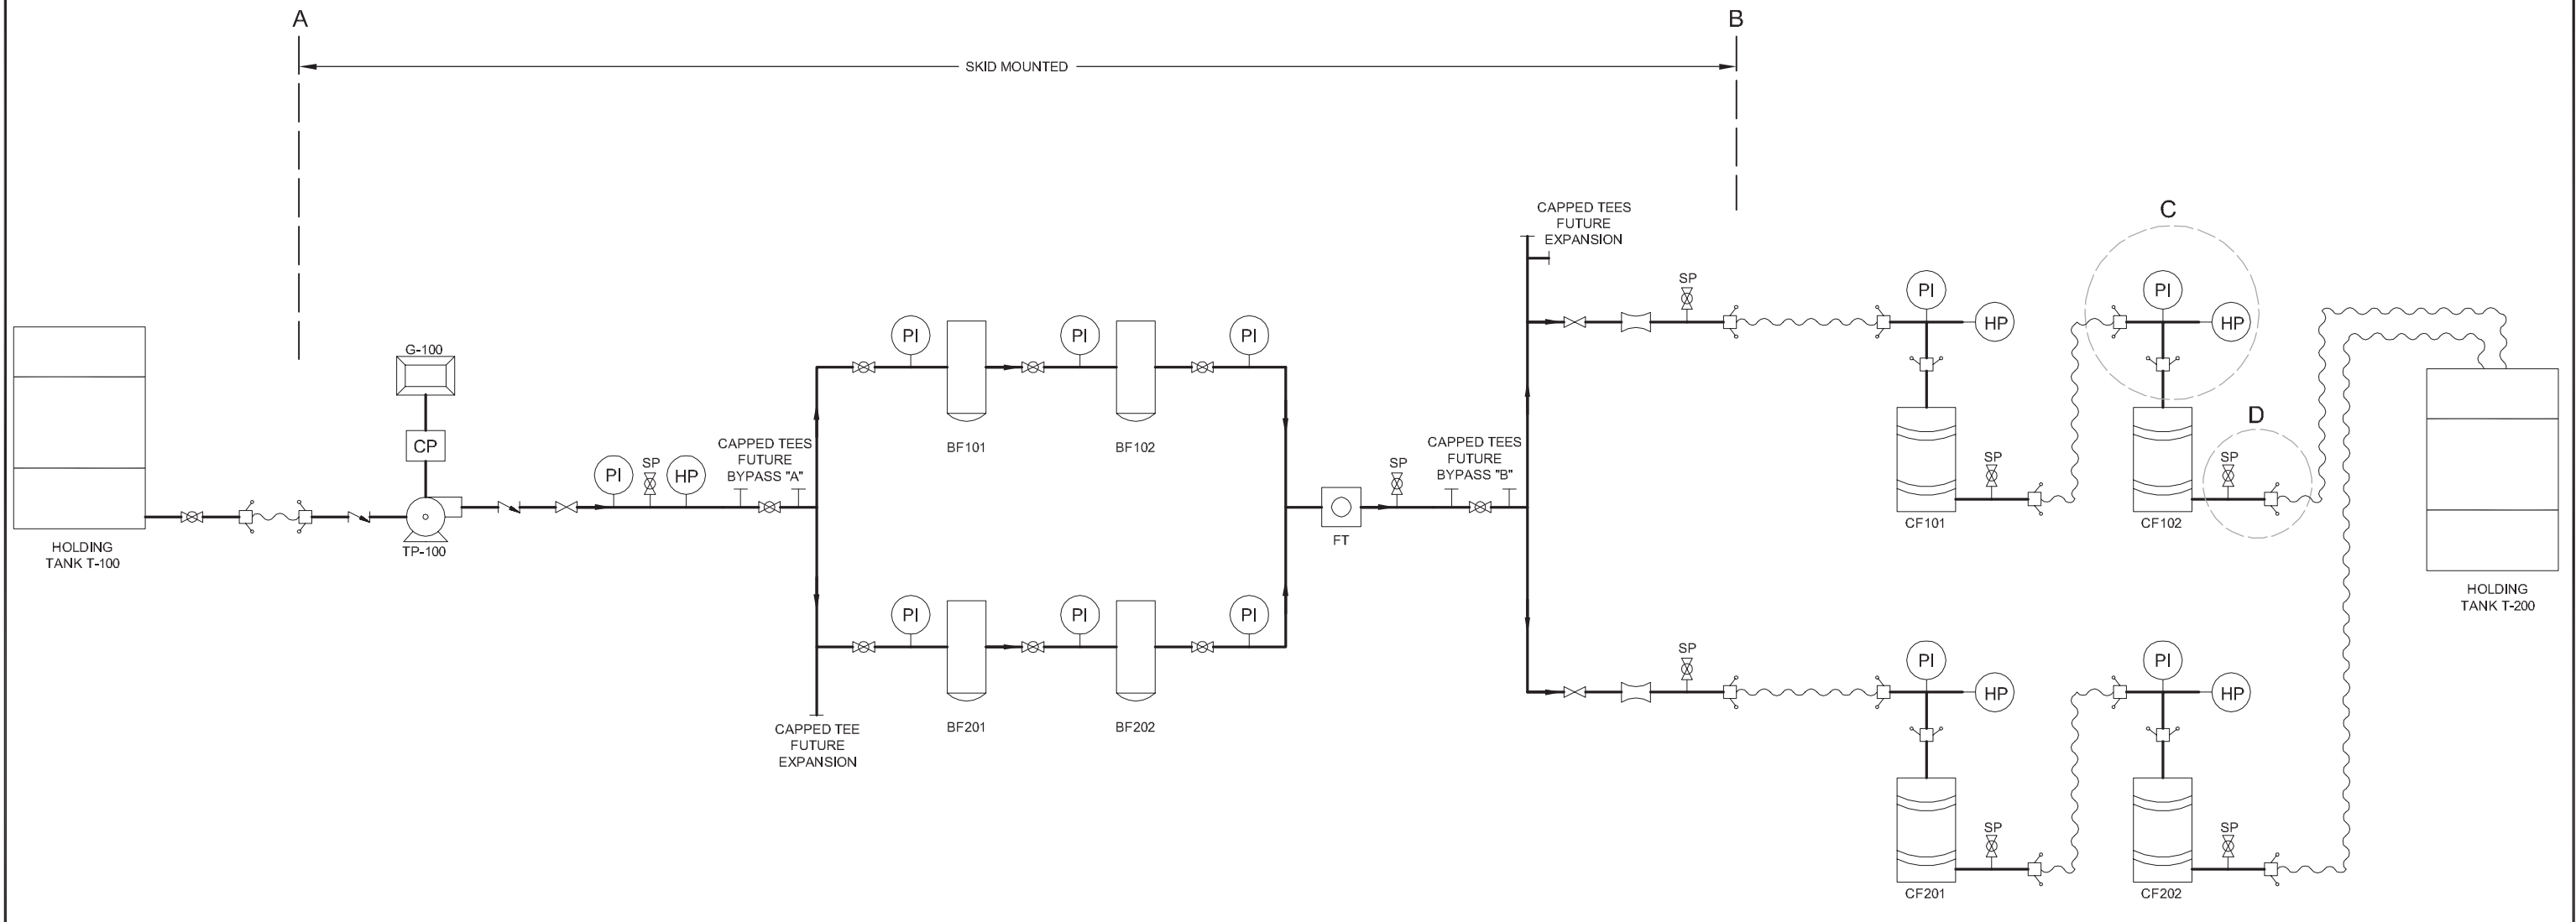 A
B
SKID MOUNTED
CAPPED TEES
FUTURE
EXPANSION
C
SP
PI
HP
PI
HP
G-100
CP
TP-100
PI
SP
HP
CAPPED TEES
FUTURE
BYPASS "A"
PI
PI
PI
BF101
BF102
CAPPED TEES
FUTURE
BYPASS "B"
SP
FT
SP
CF101
D
SP
CF102
HOLDING
TANK T-100
HOLDING
TANK T-200
PI
PI
PI
BF201
BF202
CAPPED TEE
FUTURE
EXPANSION
SP
PI
HP
PI
HP
SP
CF201
SP
CF202